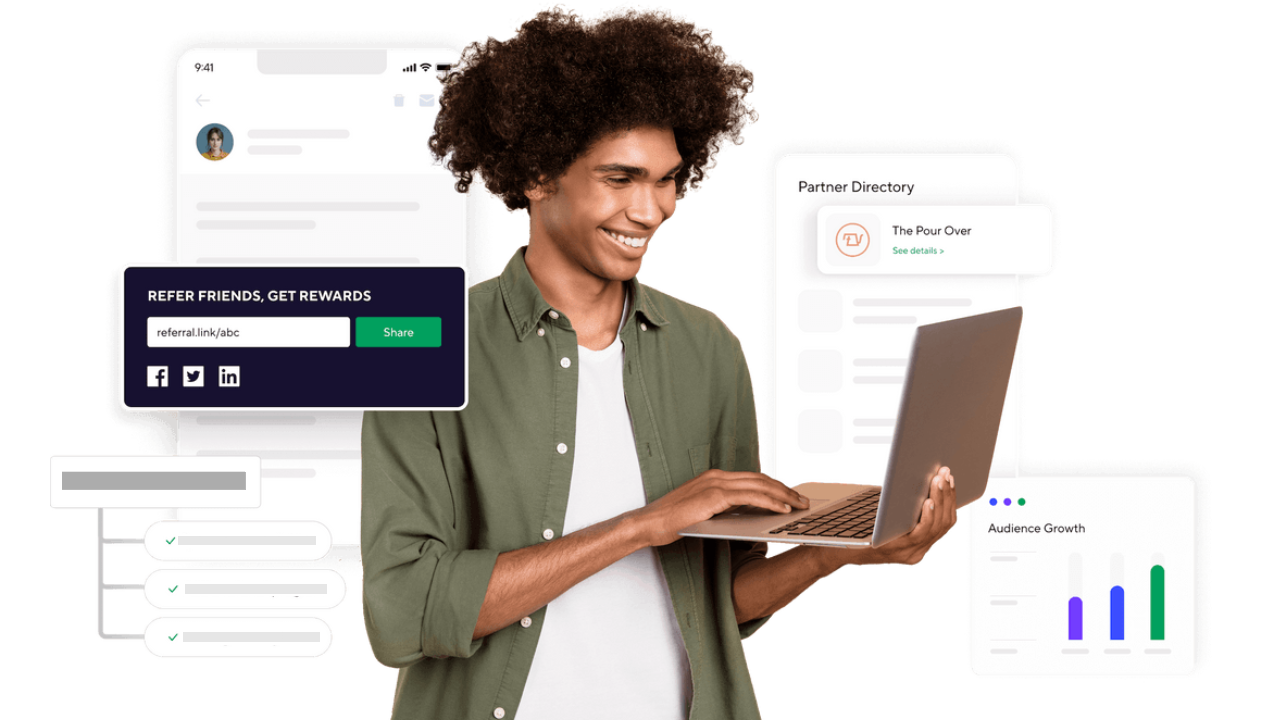 9:41
REFER FRIENDS, GET REWARDS
referral.link/abc
Share
Partner Directory
The Pour Over
See details >
Audience Growth